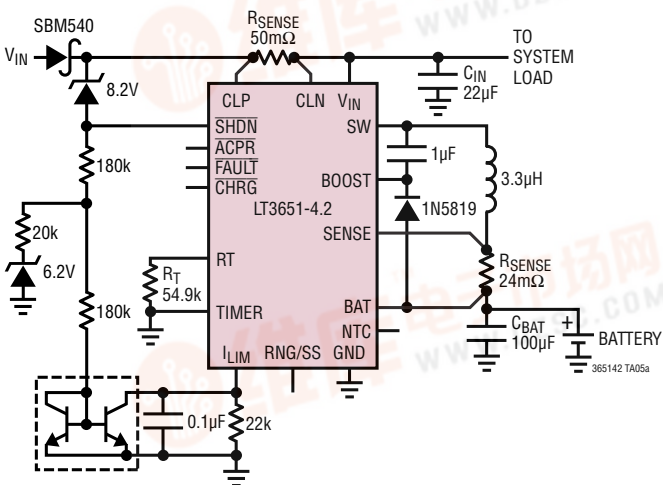 SBM540
VIN
RSENSE
50mΩ
TO
SYSTEM
LOAD
CIN
22µF
8.2V
CLP
CLN
VIN
SHDN
SW
ACPR
FAULT
CHRG
1µF
180k
BOOST
1N5819
3.3µH
LT3651-4.2
20k
SENSE
6.2V
RT
RT
54.9k
RSENSE
24mΩ
180k
TIMER
BAT
NTC
CBAT
100µF
+
BATTERY
ILIM
RNG/SS
GND
365142 TA05a
0.1µF
22k